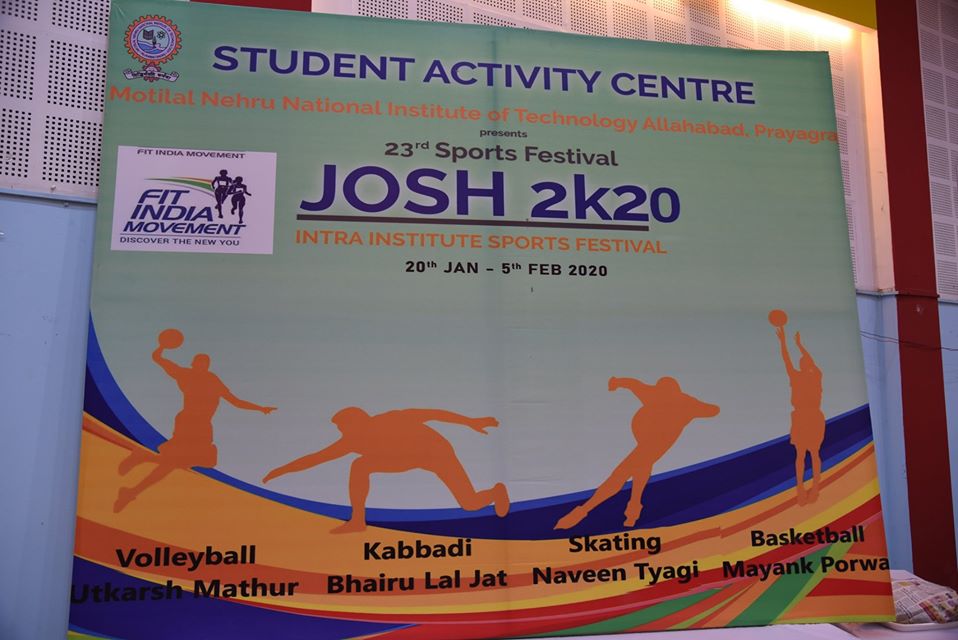 STUDENT ACTIVITY CENTRE
Motilal Nehru National Institute of Technology Allahabad, Prayagra
presents
23rd Sports Festival
JOSH 2k20
INTRA INSTITUTE SPORTS FESTIVAL
20th JAN - 5th FEB 2020
FIT INDIA MOVEMENT
FIT
INDIA
MOVEMENT
DISCOVER THE NEW YOU
Volleyball
Utkarsh Mathur
Kabbadi
Bhairu Lal Jat
Skating
Naveen Tyagi
Basketball
Mayank Porwa